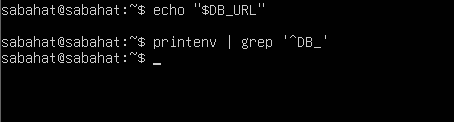 sabahat@sabahat:~$ echo "$DB_URL"

sabahat@sabahat:~$ printenv | grep '^DB_'
sabahat@sabahat:~$ _